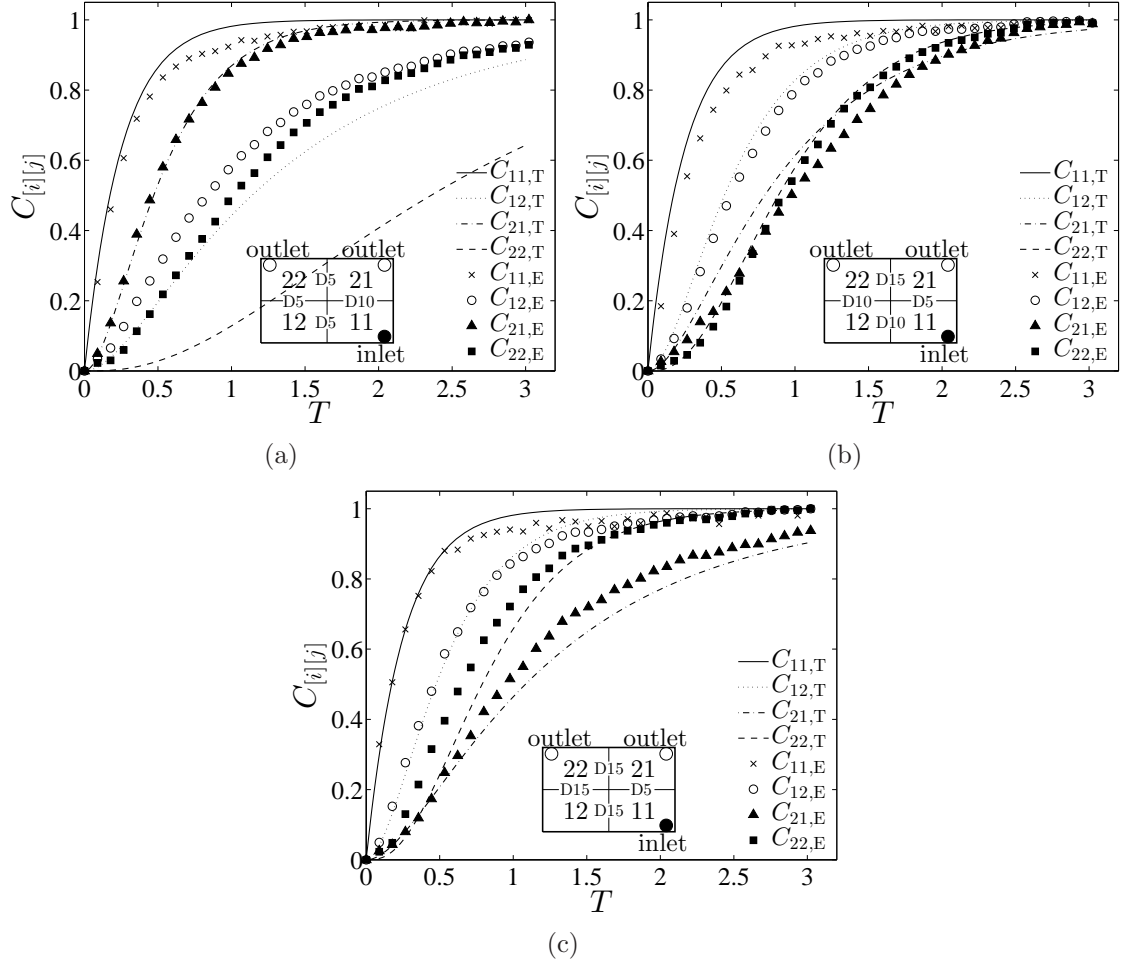 1
0.8
0.6
0.4
0.2
0
C[i][j]
0 0.5 1 1.5 2 2.5 3
T
C11,T
C12,T
C21,T
C22,T
C11,E
C12,E
C21,E
C22,E
outlet outlet
22 D5 21
D5 D10
12 D5 11
inlet
(a)
1
0.8
0.6
0.4
0.2
0
C[i][j]
0 0.5 1 1.5 2 2.5 3
T
C11,T
C12,T
C21,T
C22,T
C11,E
C12,E
C21,E
C22,E
outlet outlet
22 D15 21
D10 D5
12 D10 11
inlet
(b)
1
0.8
0.6
0.4
0.2
0
C[i][j]
0 0.5 1 1.5 2 2.5 3
T
C11,T
C12,T
C21,T
C22,T
C11,E
C12,E
C21,E
C22,E
outlet outlet
22 D15 21
D15 D5
12 D15 11
inlet
(c)